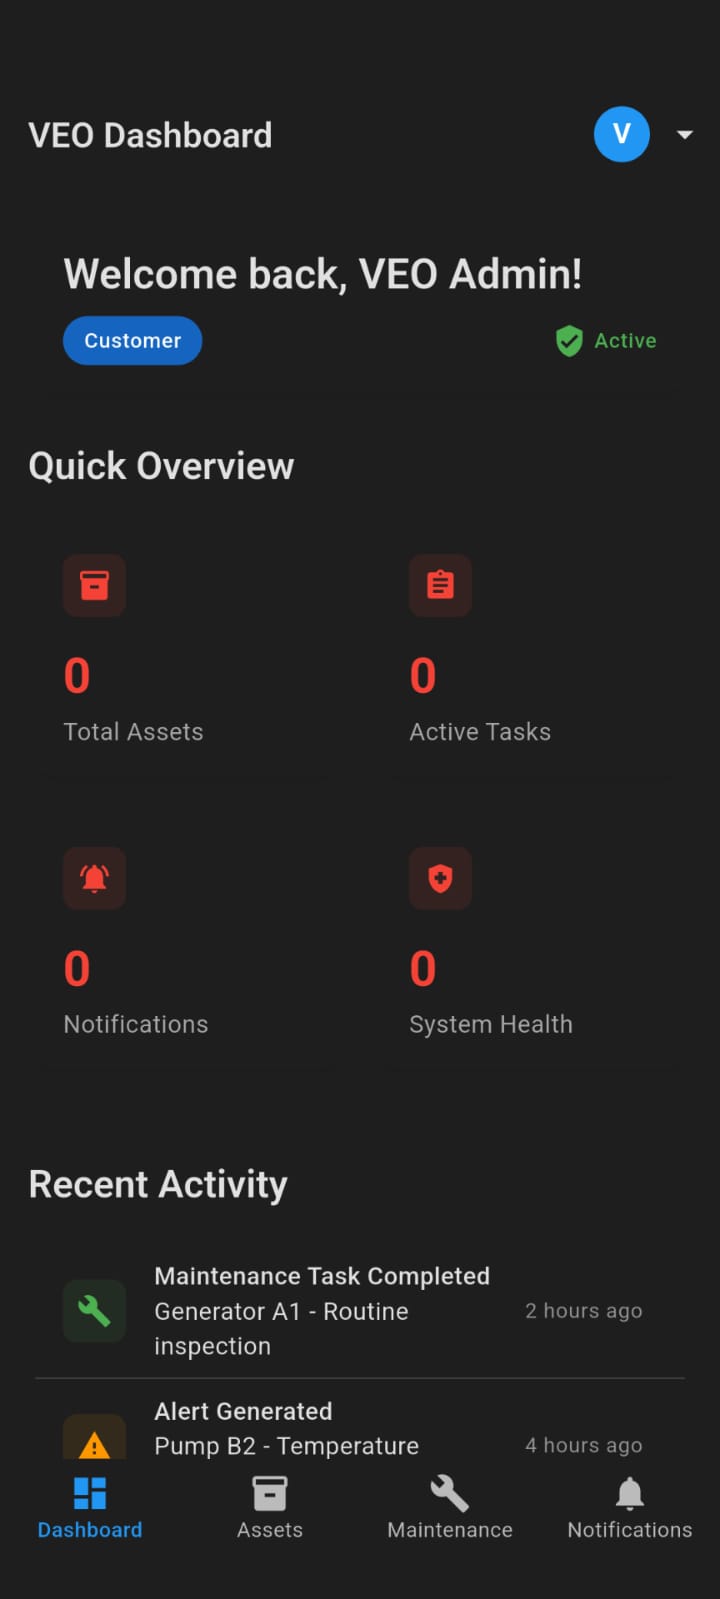 VEO Dashboard
V
Welcome back, VEO Admin!
Customer
Active
Quick Overview
0
Total Assets
0
Active Tasks
0
Notifications
0
System Health
Recent Activity
Maintenance Task Completed
Generator A1 - Routine
inspection
2 hours ago
Alert Generated
Pump B2 - Temperature
4 hours ago
Dashboard
Assets
Maintenance
Notifications